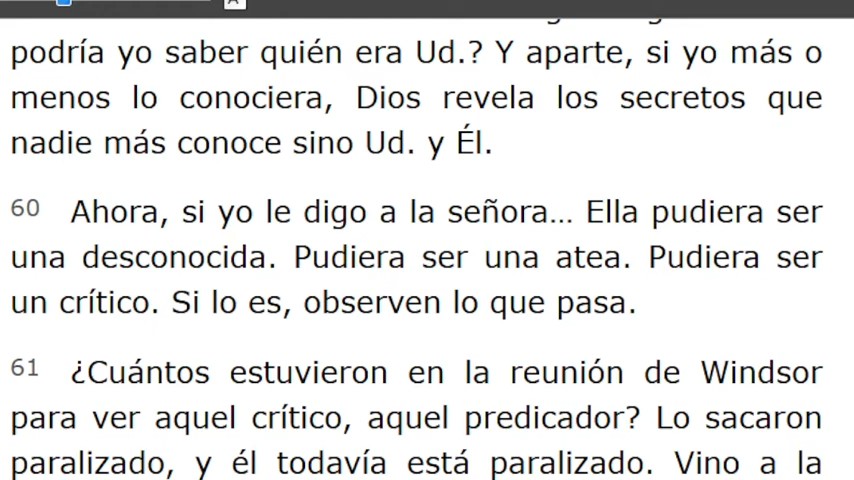 podría yo saber quién era Ud.? Y aparte, si yo más o
menos lo conociera, Dios revela los secretos que
nadie más conoce sino Ud. y Él.
60 Ahora, si yo le digo a la señora... Ella pudiera ser
una desconocida. Pudiera ser una atea. Pudiera ser
un crítico. Si lo es, observen lo que pasa.
61 ¿Cuántos estuvieron en la reunión de Windsor
para ver aquel crítico, aquel predicador? Lo sacaron
paralizado, y él todavía está paralizado. Vino a la